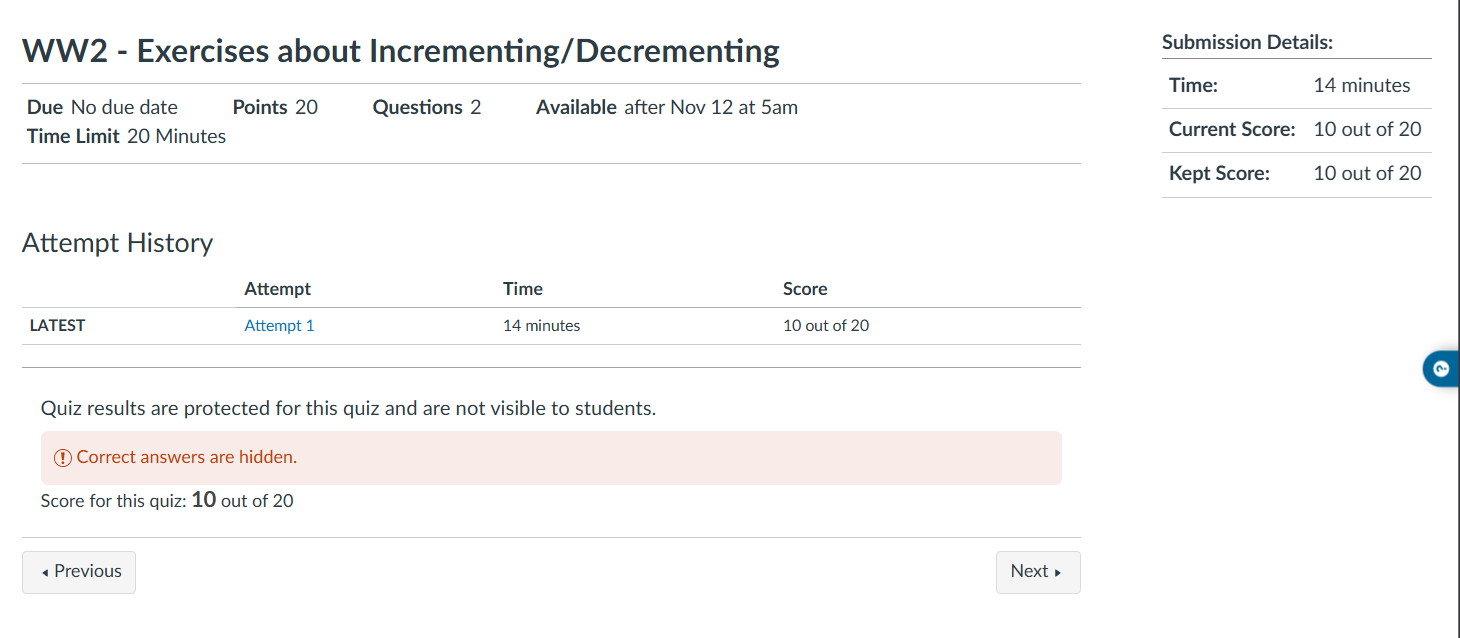 WW2 - Exercises about Incrementing/Decrementing
Due No due date Points 20 Questions 2 Available after Nov 12 at 5am
Time Limit 20 Minutes
Submission Details:
Time: 14 minutes
Current Score: 10 out of 20
Kept Score: 10 out of 20
Attempt History
Attempt Time Score
LATEST Attempt 1 14 minutes 10 out of 20
Quiz results are protected for this quiz and are not visible to students.
Correct answers are hidden.
Score for this quiz: 10 out of 20
Previous
Next